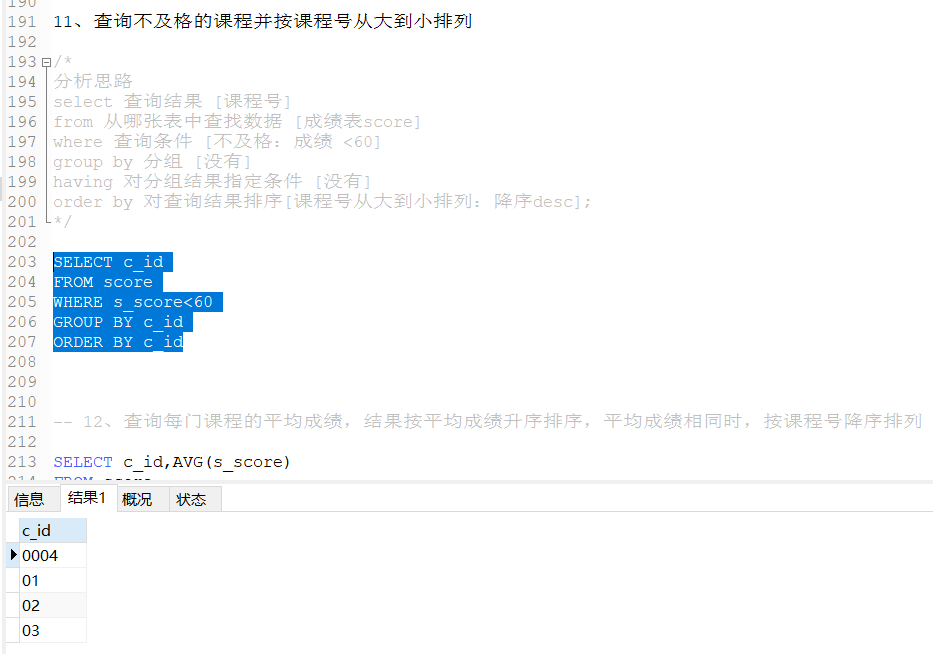 190
191 11、查询不及格的课程并按课程号从大到小排列
192
193 /*
194 分析思路
195 select 查询结果 [课程号]
196 from 从哪张表中查找数据 [成绩表score]
197 where 查询条件 [不及格：成绩 <60]
198 group by 分组 [没有]
199 having 对分组结果指定条件 [没有]
200 order by 对查询结果排序[课程号从大到小排列：降序desc];
201 */
202
203 SELECT c_id
204 FROM score
205 WHERE s_score<60
206 GROUP BY c_id
207 ORDER BY c_id
208
209
210
211 -- 12、查询每门课程的平均成绩，结果按平均成绩升序排序，平均成绩相同时，按课程号降序排列
212
213 SELECT c_id,AVG(s_score)
214 FROM score
信息 结果1 概况 状态
c_id
0004
01
02
03